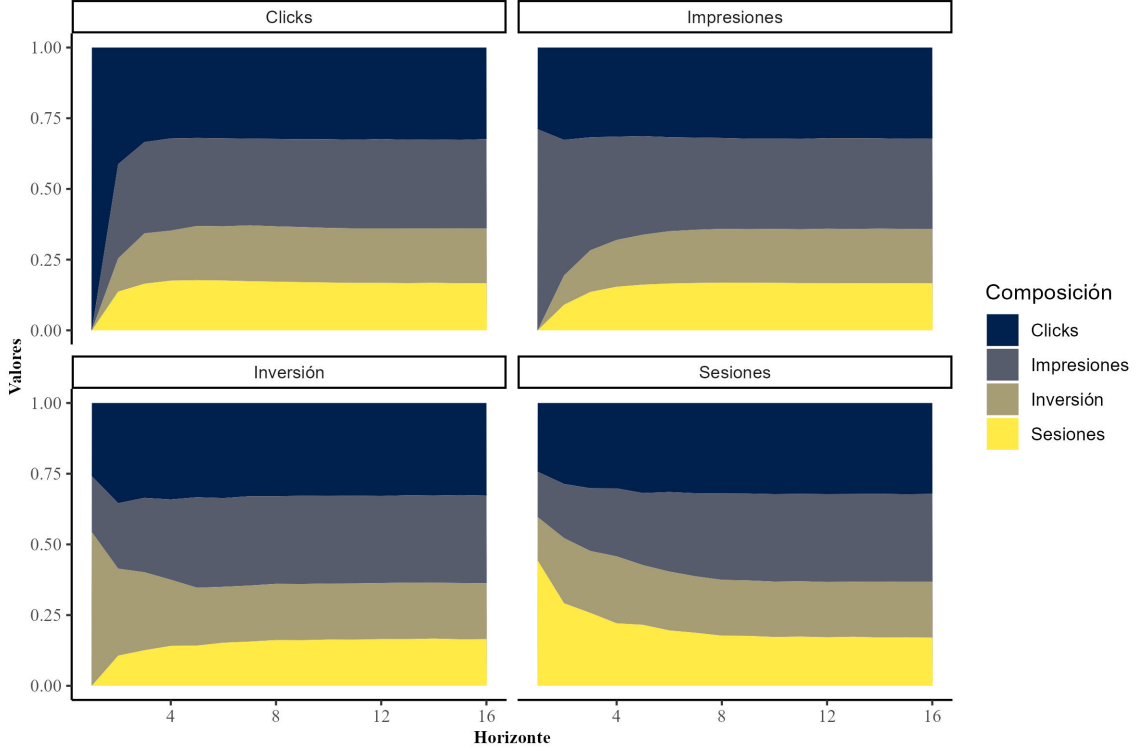 Clicks
Impresiones
1.00
0.75
0.50
0.25
0.00
Inversión
Sesiones
1.00
0.75
0.50
0.25
0.00
4
8
12
16
4
8
12
16
Valores
Horizonte
Composición
Clicks
Impresiones
Inversión
Sesiones